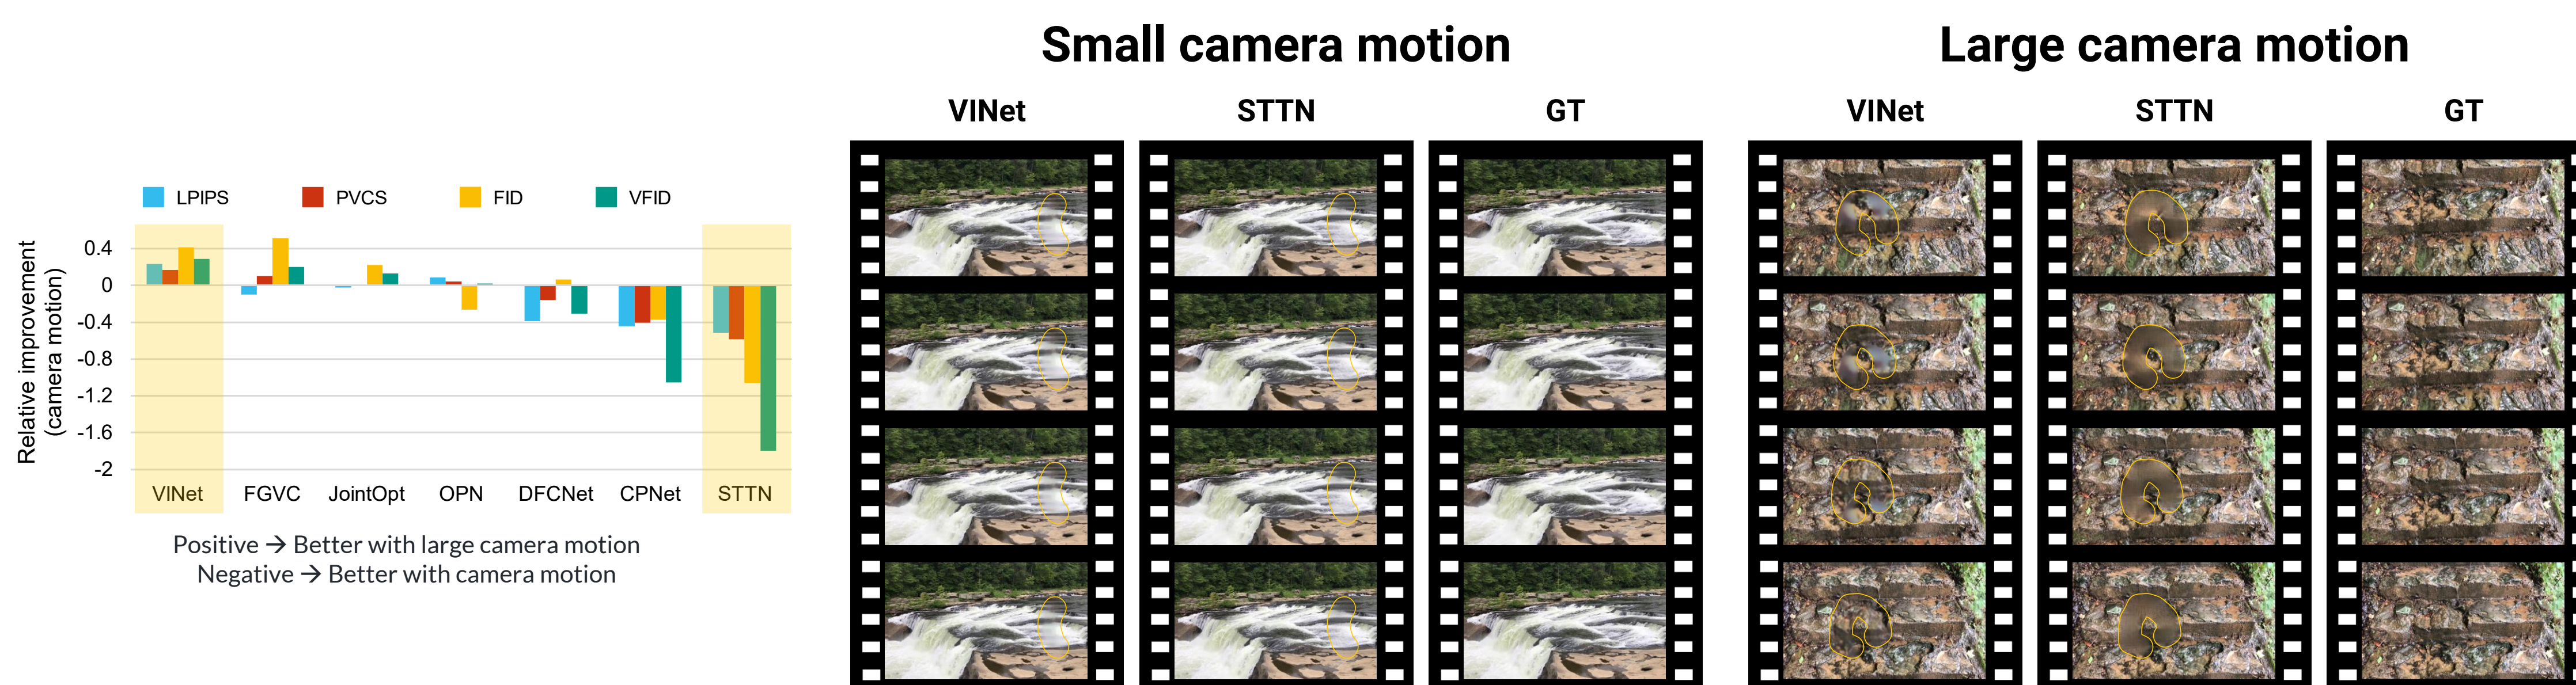 Small camera motion
Large camera motion
VINet
STTN
GT
VINet
STTN
GT
LPIPS
PVCS
FID
VFID
Relative improvement
(camera motion)
0.4
0
-0.4
-0.8
-1.2
-1.6
-2
VINet
FGVC
JointOpt
OPN
DFCNet
CPNet
STTN
Positive → Better with large camera motion
Negative → Better with camera motion